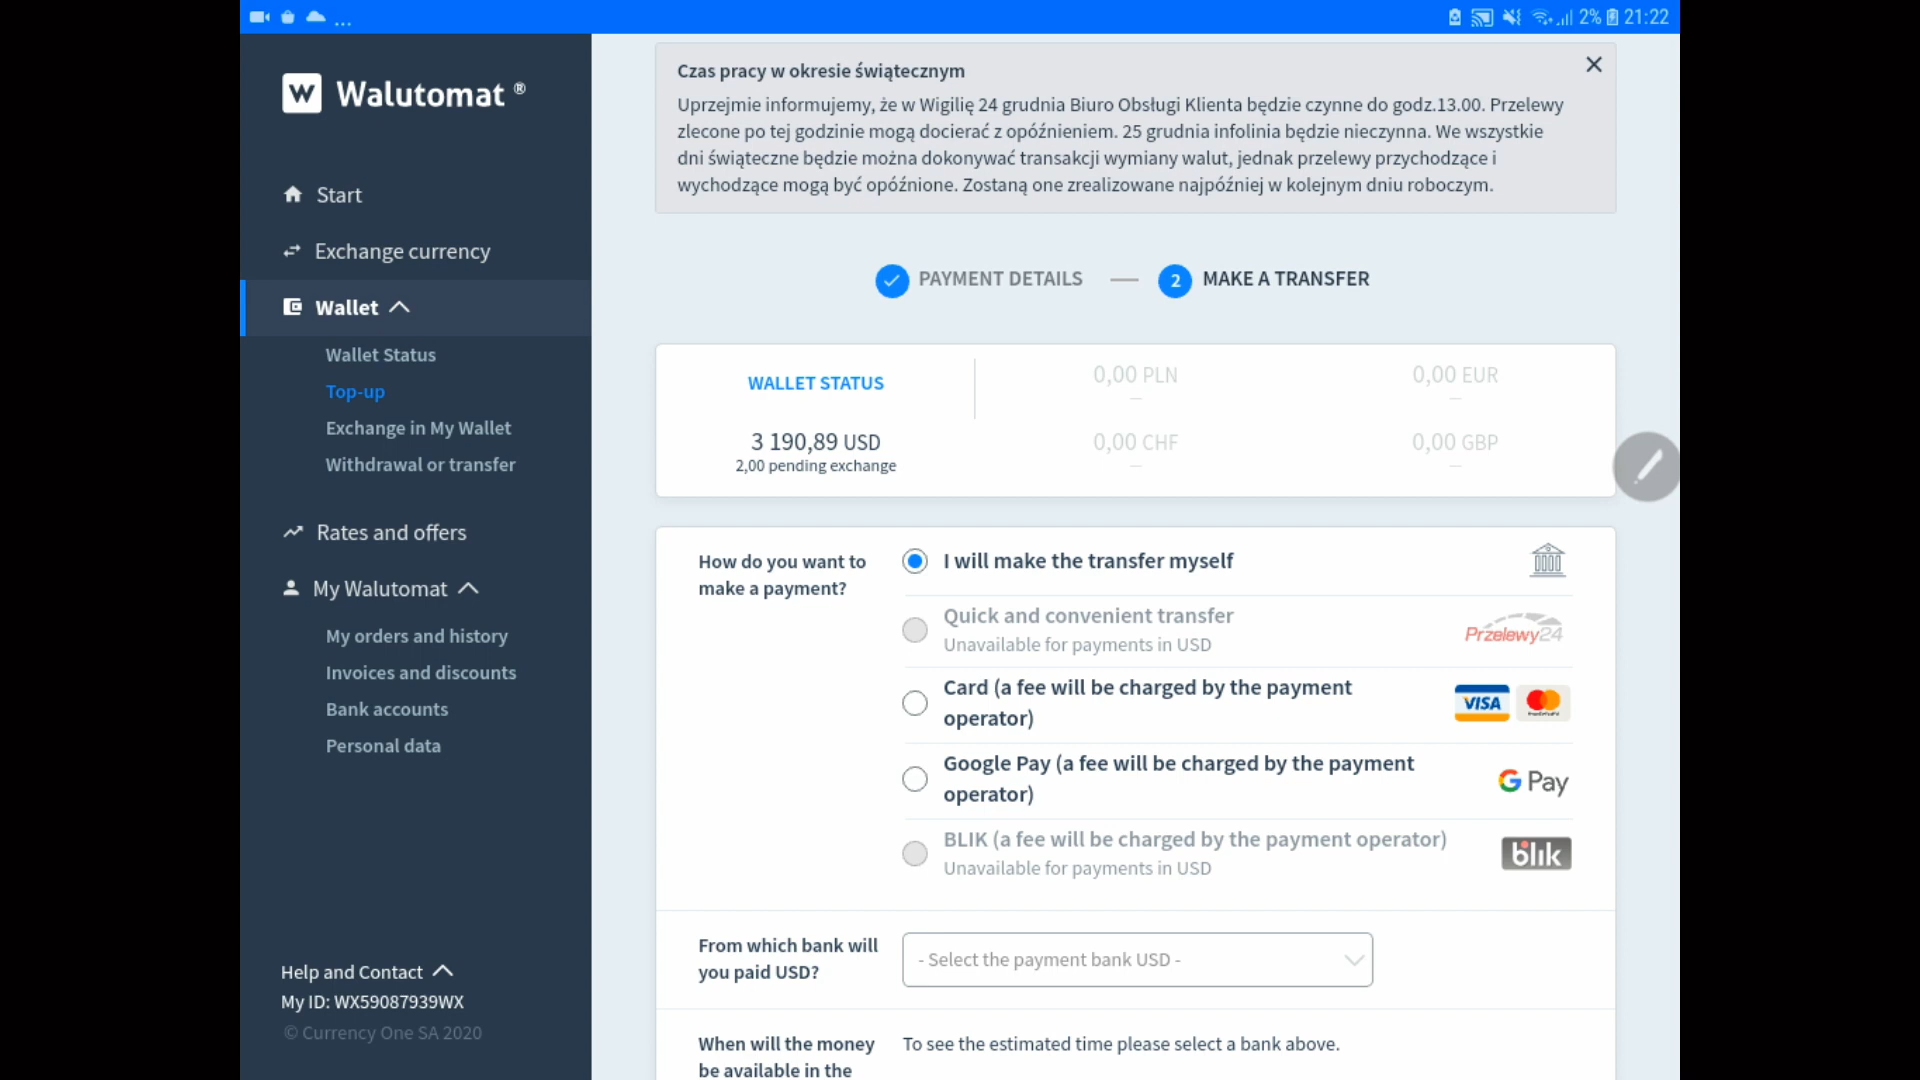 ...
2% 21:22
W Walutomat ®
Start
Exchange currency
Wallet
Wallet Status
Top-up
Exchange in My Wallet
Withdrawal or transfer
Rates and offers
My Walutomat
My orders and history
Invoices and discounts
Bank accounts
Personal data
Help and Contact
My ID: WX59087939WX
© Currency One SA 2020
Czas pracy w okresie świątecznym
Uprzejmie informujemy, że w Wigilię 24 grudnia Biuro Obsługi Klienta będzie czynne do godz.13.00. Przelewy
zlecone po tej godzinie mogą docierać z opóźnieniem. 25 grudnia infolinia będzie nieczynna. We wszystkie
dni świąteczne będzie można dokonywać transakcji wymiany walut, jednak przelewy przychodzące i
wychodzące mogą być opóźnione. Zostaną one zrealizowane najpóźniej w kolejnym dniu roboczym.
PAYMENT DETAILS — 2 MAKE A TRANSFER
WALLET STATUS
0,00 PLN
–
0,00 EUR
–
3 190,89 USD
2,00 pending exchange
0,00 CHF
–
0,00 GBP
–
How do you want to
make a payment?
I will make the transfer myself
Quick and convenient transfer
Unavailable for payments in USD
Przelewy24
Card (a fee will be charged by the payment
operator)
VISA
Google Pay (a fee will be charged by the payment
operator)
G Pay
BLIK (a fee will be charged by the payment operator)
Unavailable for payments in USD
blik
From which bank will
you paid USD?
- Select the payment bank USD -
When will the money
be available in the
To see the estimated time please select a bank above.